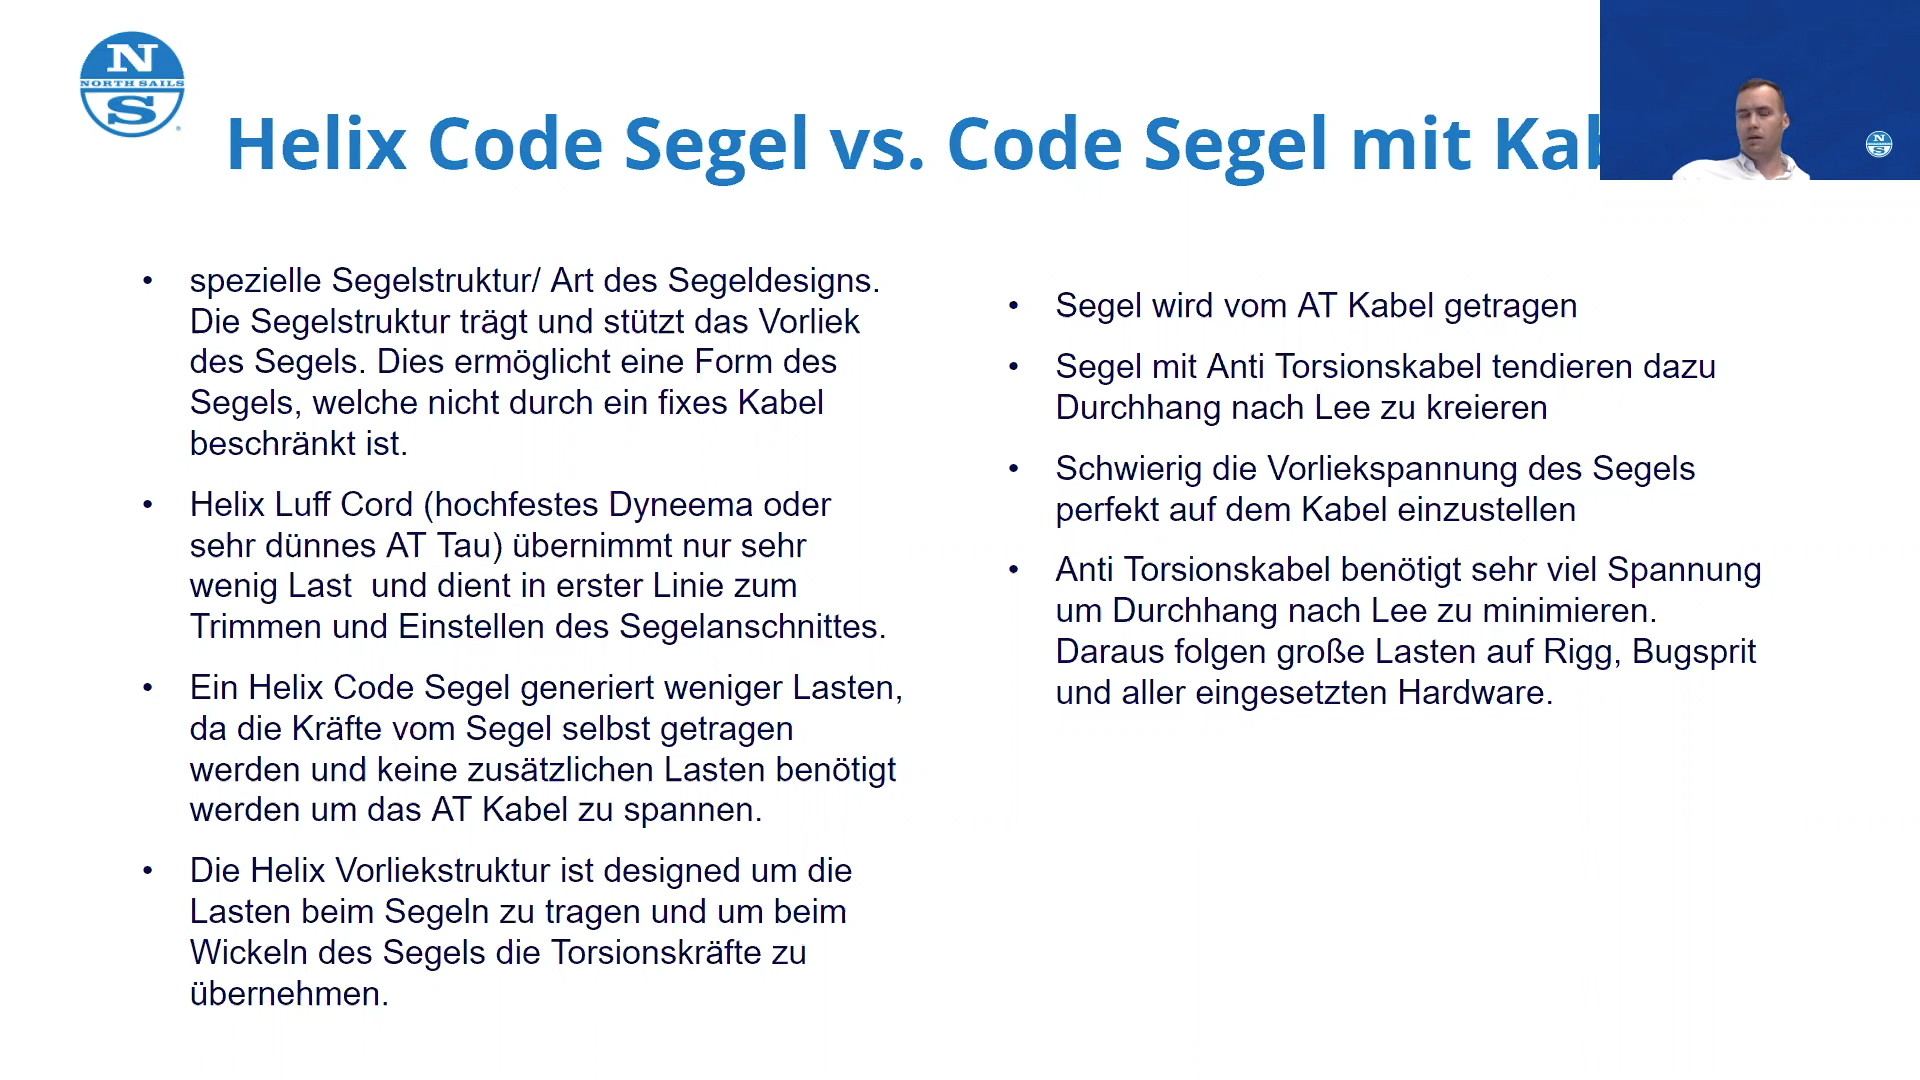 N
NORTH SAILS
S
Helix Code Segel vs. Code Segel mit
• spezielle Segelstruktur/ Art des Segeldesigns.
Die Segelstruktur trägt und stützt das Vorliek
des Segels. Dies ermöglicht eine Form des
Segels, welche nicht durch ein fixes Kabel
beschränkt ist.
• Helix Luff Cord (hochfestes Dyneema oder
sehr dünnes AT Tau) übernimmt nur sehr
wenig Last  und dient in erster Linie zum
Trimmen und Einstellen des Segelanschnittes.
• Ein Helix Code Segel generiert weniger Lasten,
da die Kräfte vom Segel selbst getragen
werden und keine zusätzlichen Lasten benötigt
werden um das AT Kabel zu spannen.
• Die Helix Vorliekstruktur ist designed um die
Lasten beim Segeln zu tragen und um beim
Wickeln des Segels die Torsionskräfte zu
übernehmen.
• Segel wird vom AT Kabel getragen
• Segel mit Anti Torsionskabel tendieren dazu
Durchhang nach Lee zu kreieren
• Schwierig die Vorliekspannung des Segels
perfekt auf dem Kabel einzustellen
• Anti Torsionskabel benötigt sehr viel Spannung
um Durchhang nach Lee zu minimieren.
Daraus folgen große Lasten auf Rigg, Bugsprit
und aller eingesetzten Hardware.